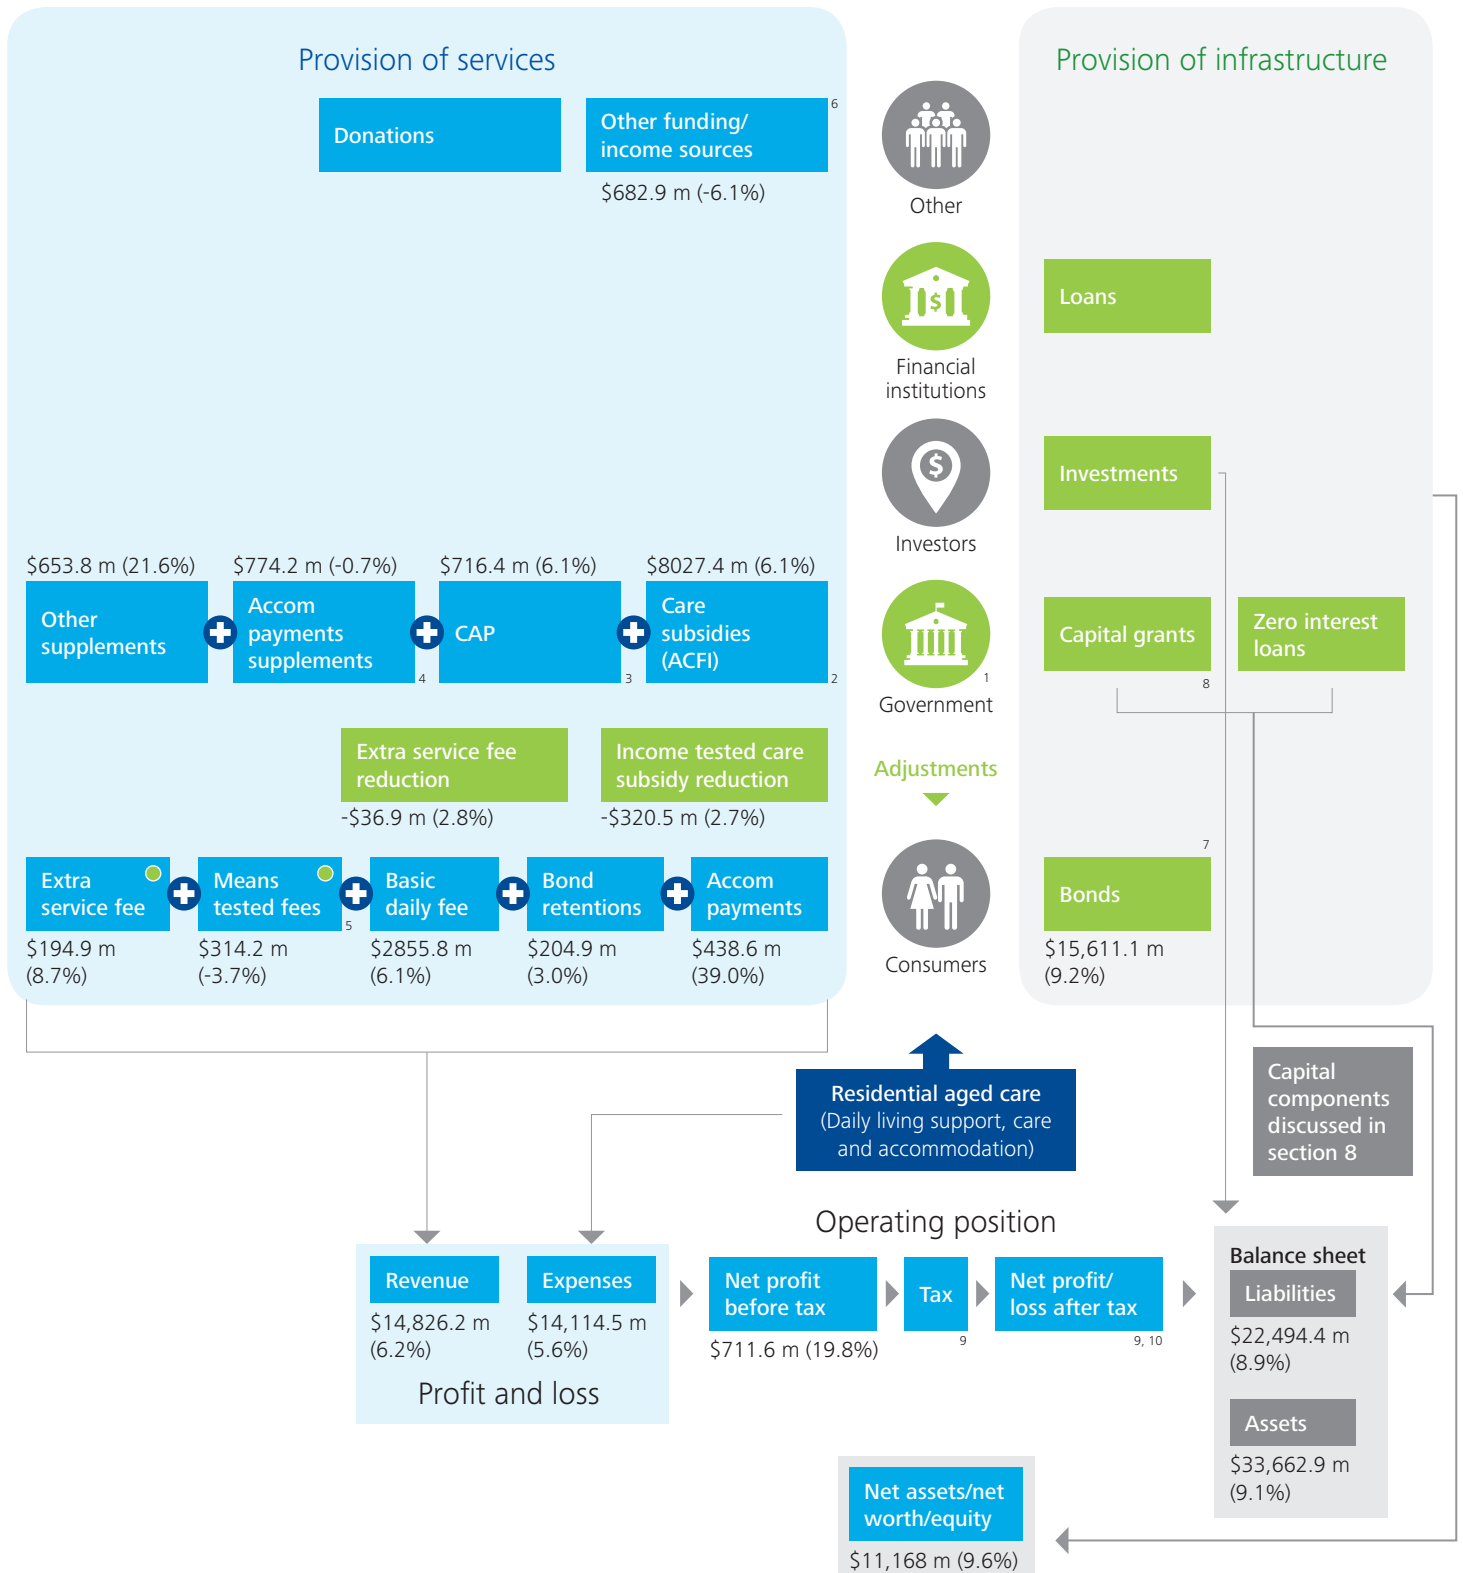 Provision of services
Provision of infrastructure
Donations
Other funding/
income sources
6
$682.9 m (-6.1%)
Other
Loans
Financial
institutions
Investments
Investors
$653.8 m (21.6%)
$774.2 m (-0.7%)
$716.4 m (6.1%)
$8027.4 m (6.1%)
Other
supplements
Accom
payments
supplements
4
CAP
3
Care
subsidies
(ACFI)
2
1
Government
Capital grants
8
Zero interest
loans
Extra service fee
reduction
-$36.9 m (2.8%)
Income tested care
subsidy reduction
-$320.5 m (2.7%)
Adjustments
Extra
service fee
$194.9 m
(8.7%)
Means
tested fees
5
$314.2 m
(-3.7%)
Basic
daily fee
$2855.8 m
(6.1%)
Bond
retentions
$204.9 m
(3.0%)
Accom
payments
$438.6 m
(39.0%)
Consumers
7
Bonds
$15,611.1 m
(9.2%)
Residential aged care
(Daily living support, care
and accommodation)
Capital
components
discussed in
section 8
Operating position
Revenue
$14,826.2 m
(6.2%)
Expenses
$14,114.5 m
(5.6%)
Profit and loss
Net profit
before tax
$711.6 m (19.8%)
Tax
9
Net profit/
loss after tax
9, 10
Balance sheet
Liabilities
$22,494.4 m
(8.9%)
Assets
$33,662.9 m
(9.1%)
Net assets/net
worth/equity
$11,168 m (9.6%)